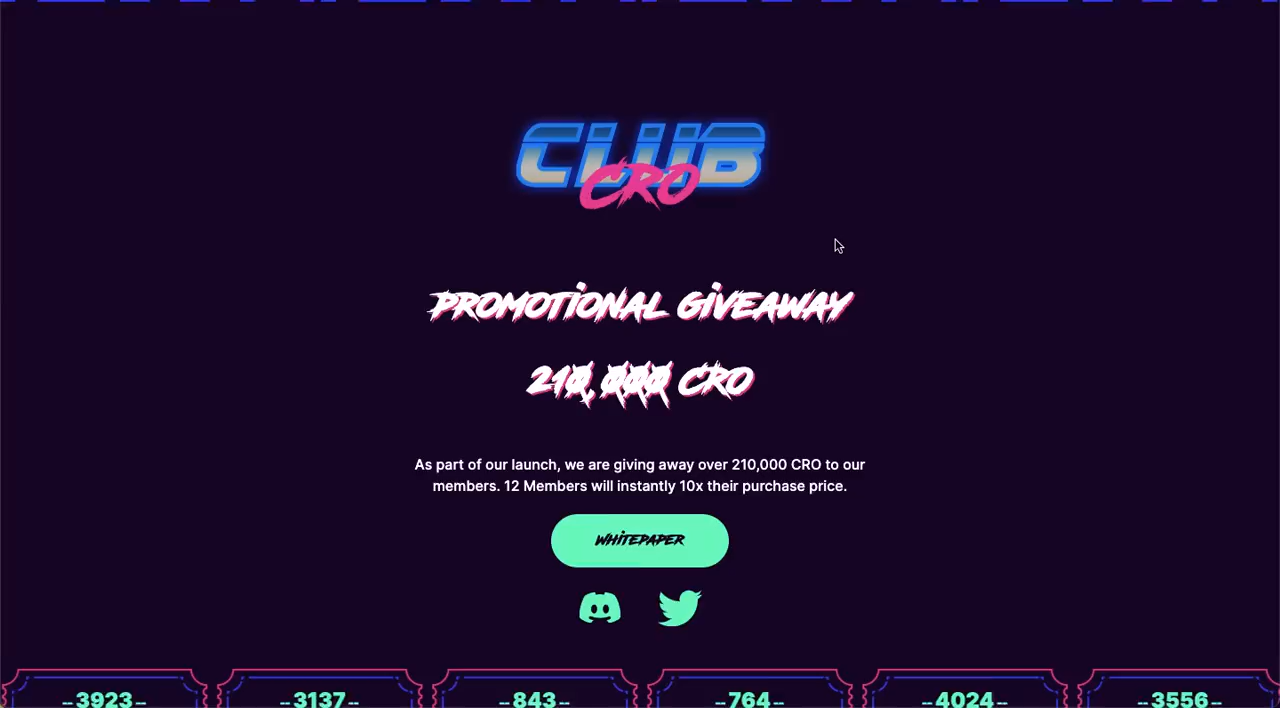 CLUB
CRO
PROMOTIONAL GIVEAWAY
210,000 CRO
As part of our launch, we are giving away over 210,000 CRO to our
members. 12 Members will instantly 10x their purchase price.
WHITEPAPER
--3923-- --3137-- --843-- --764-- --4024-- --3556--